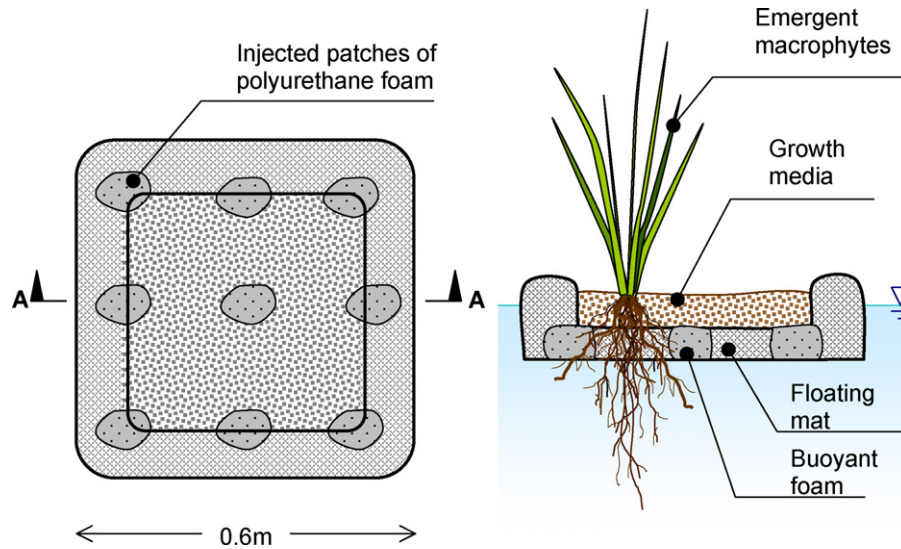 Injected patches of
polyurethane foam
A
A
0.6m
Emergent
macrophytes
Growth
media
Floating
mat
Buoyant
foam